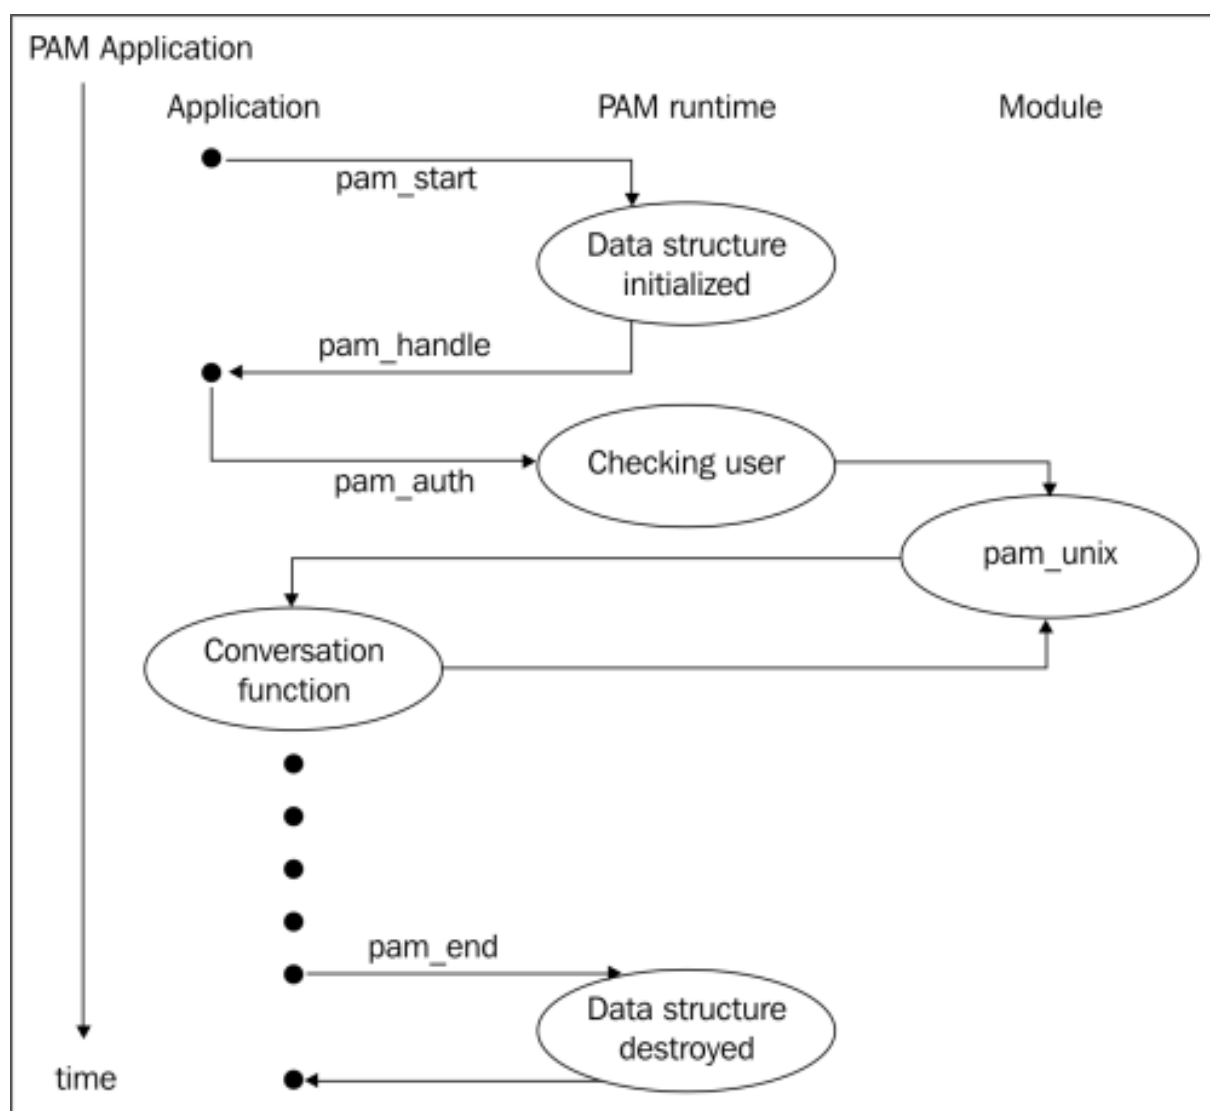 PAM Application
Application
PAM runtime
Module
pam_start
Data structure
initialized
pam_handle
Checking user
pam_auth
pam_unix
Conversation
function
pam_end
Data structure
destroyed
time